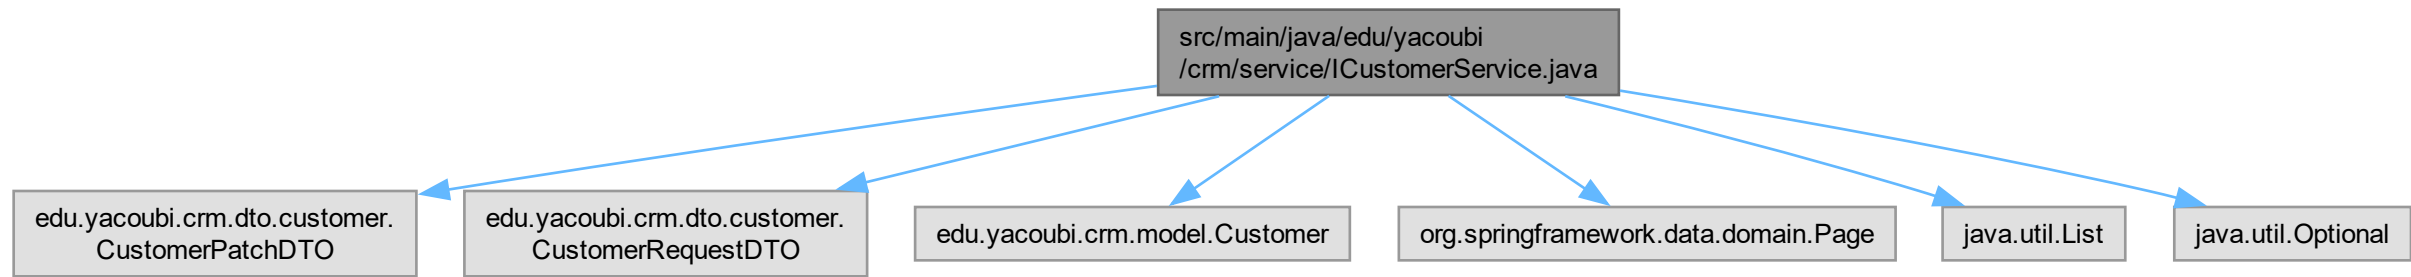 src/main/java/edu/yacoubi
/crm/service/ICustomerService.java
edu.yacoubi.crm.dto.customer.
CustomerPatchDTO
edu.yacoubi.crm.dto.customer.
CustomerRequestDTO
edu.yacoubi.crm.model.Customer
org.springframework.data.domain.Page
java.util.List
java.util.Optional